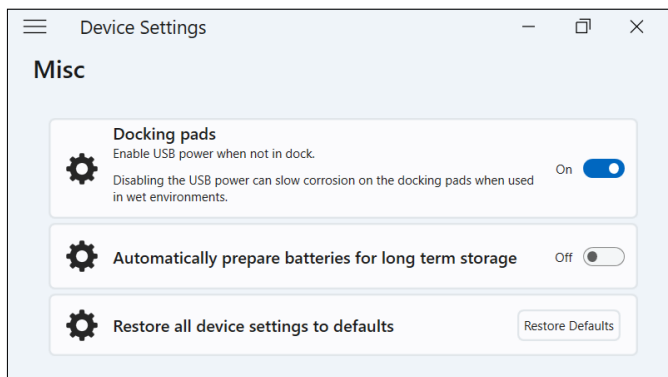 Device Settings
Misc
Docking pads
Enable USB power when not in dock.
On
Disabling the USB power can slow corrosion on the docking pads when used
in wet environments.
Automatically prepare batteries for long term storage
Off
Restore all device settings to defaults
Restore Defaults